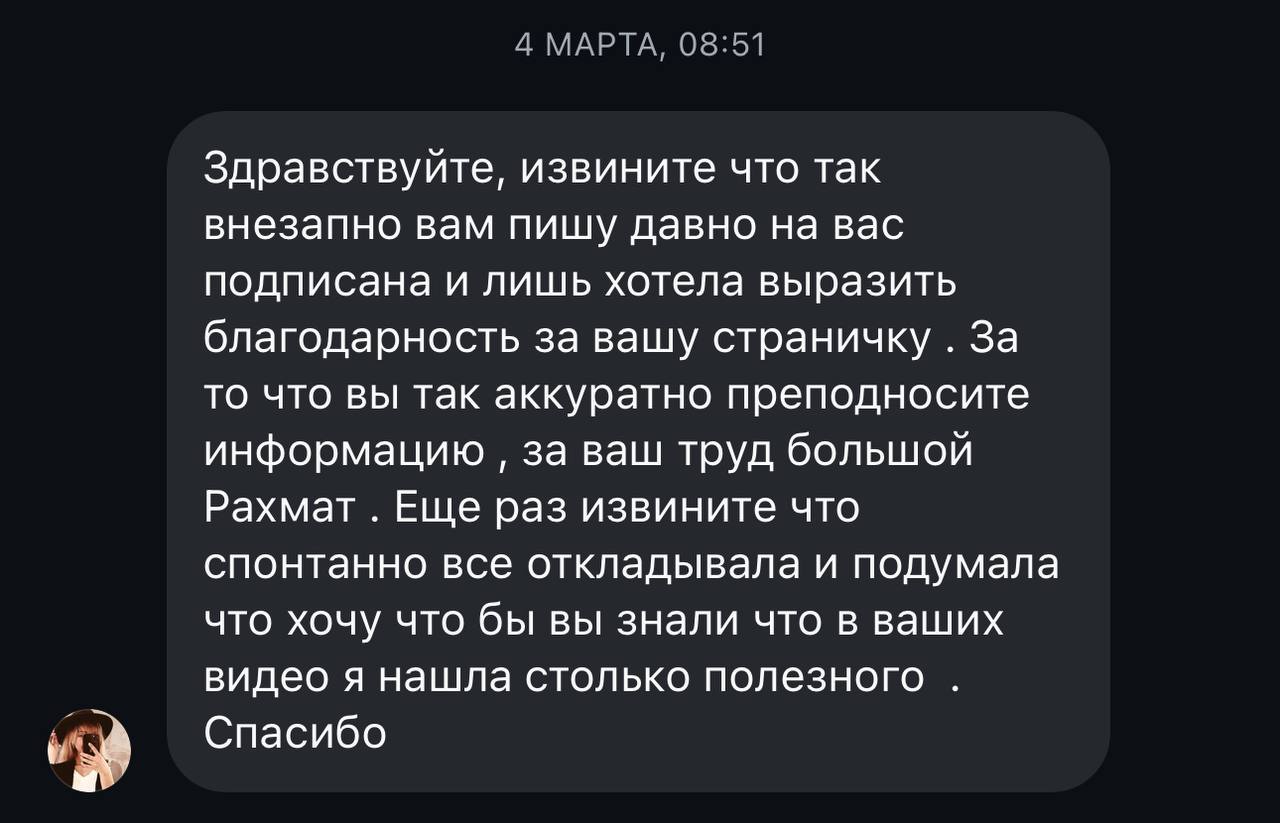 4 МАРТА, 08:51
Здравствуйте, извините что так
внезапно вам пишу давно на вас
подписана и лишь хотела выразить
благодарность за вашу страничку . За
то что вы так аккуратно преподносите
информацию , за ваш труд большой
Рахмат . Еще раз извините что
спонтанно все откладывала и подумала
что хочу что бы вы знали что в ваших
видео я нашла столько полезного  .
Спасибо